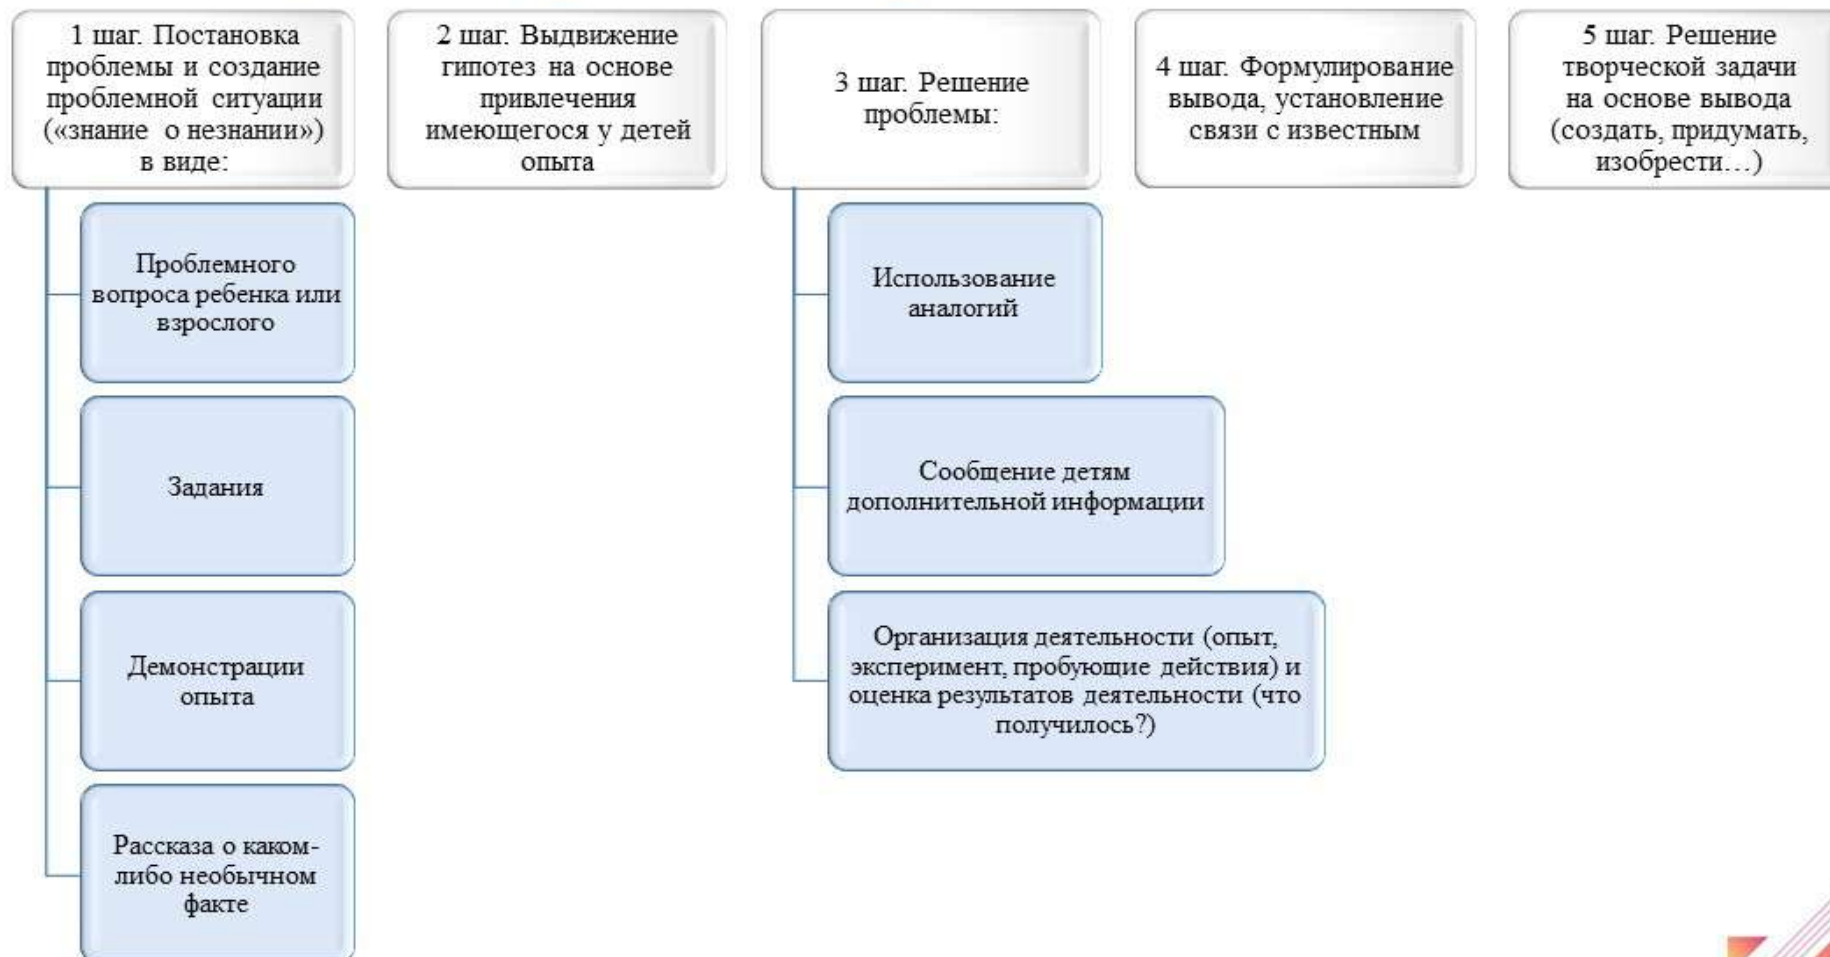 1 шаг. Постановка
проблемы и создание
проблемной ситуации
(«знание о незнании»)
в виде:
Проблемного
вопроса ребенка или
взрослого
Задания
Демонстрации
опыта
Рассказа о каком-
либо необычном
факте
2 шаг. Выдвижение
гипотез на основе
привлечения
имеющегося у детей
опыта
3 шаг. Решение
проблемы:
Использование
аналогий
Сообщение детям
дополнительной информации
Организация деятельности (опыт,
эксперимент, пробующие действия) и
оценка результатов деятельности (что
получилось?)
4 шаг. Формулирование
вывода, установление
связи с известным
5 шаг. Решение
творческой задачи
на основе вывода
(создать, придумать,
изобрести…)